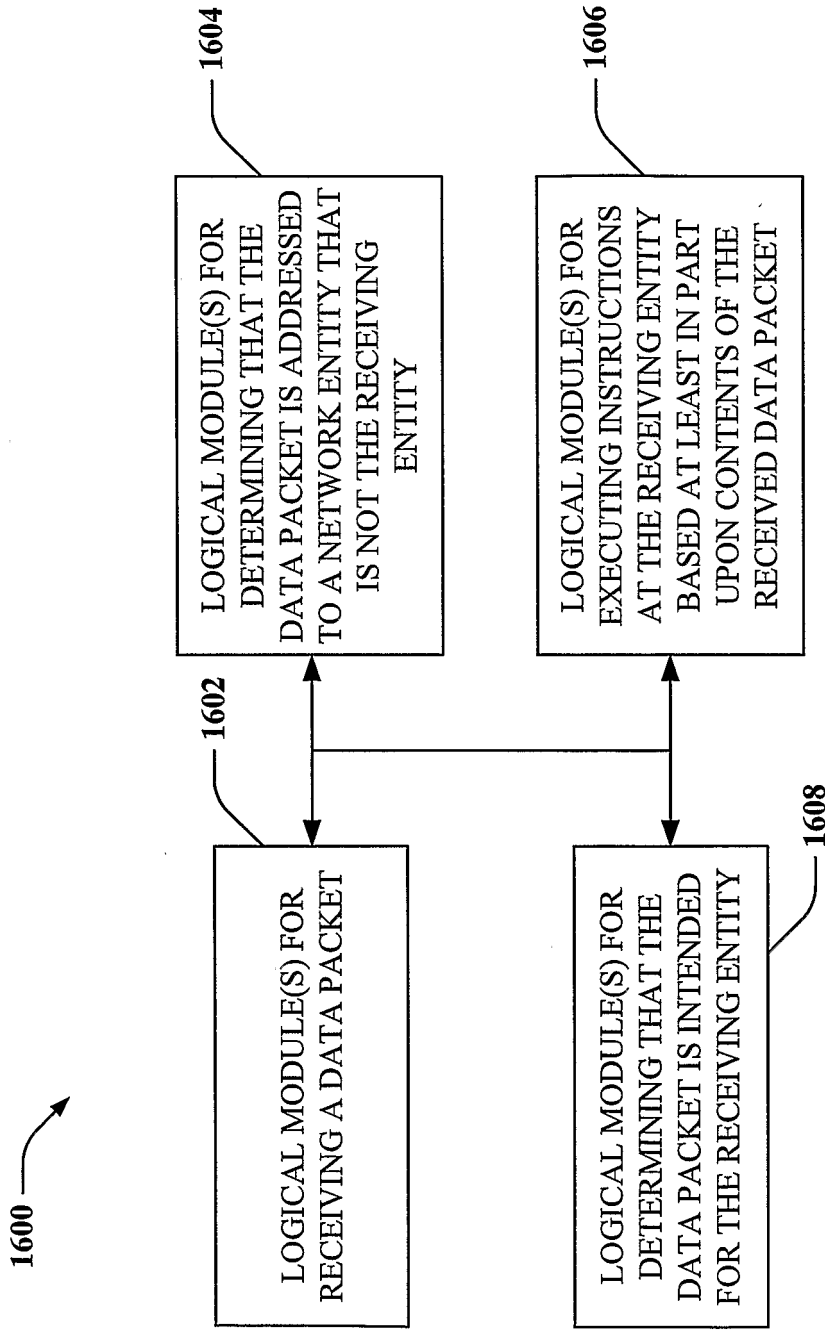 1600
1602
LOGICAL MODULE(S) FOR
RECEIVING A DATA PACKET
1604
LOGICAL MODULE(S) FOR
DETERMINING THAT THE
DATA PACKET IS ADDRESSED
TO A NETWORK ENTITY THAT
IS NOT THE RECEIVING
ENTITY
1608
LOGICAL MODULE(S) FOR
DETERMINING THAT THE
DATA PACKET IS INTENDED
FOR THE RECEIVING ENTITY
1606
LOGICAL MODULE(S) FOR
EXECUTING INSTRUCTIONS
AT THE RECEIVING ENTITY
BASED AT LEAST IN PART
UPON CONTENTS OF THE
RECEIVED DATA PACKET